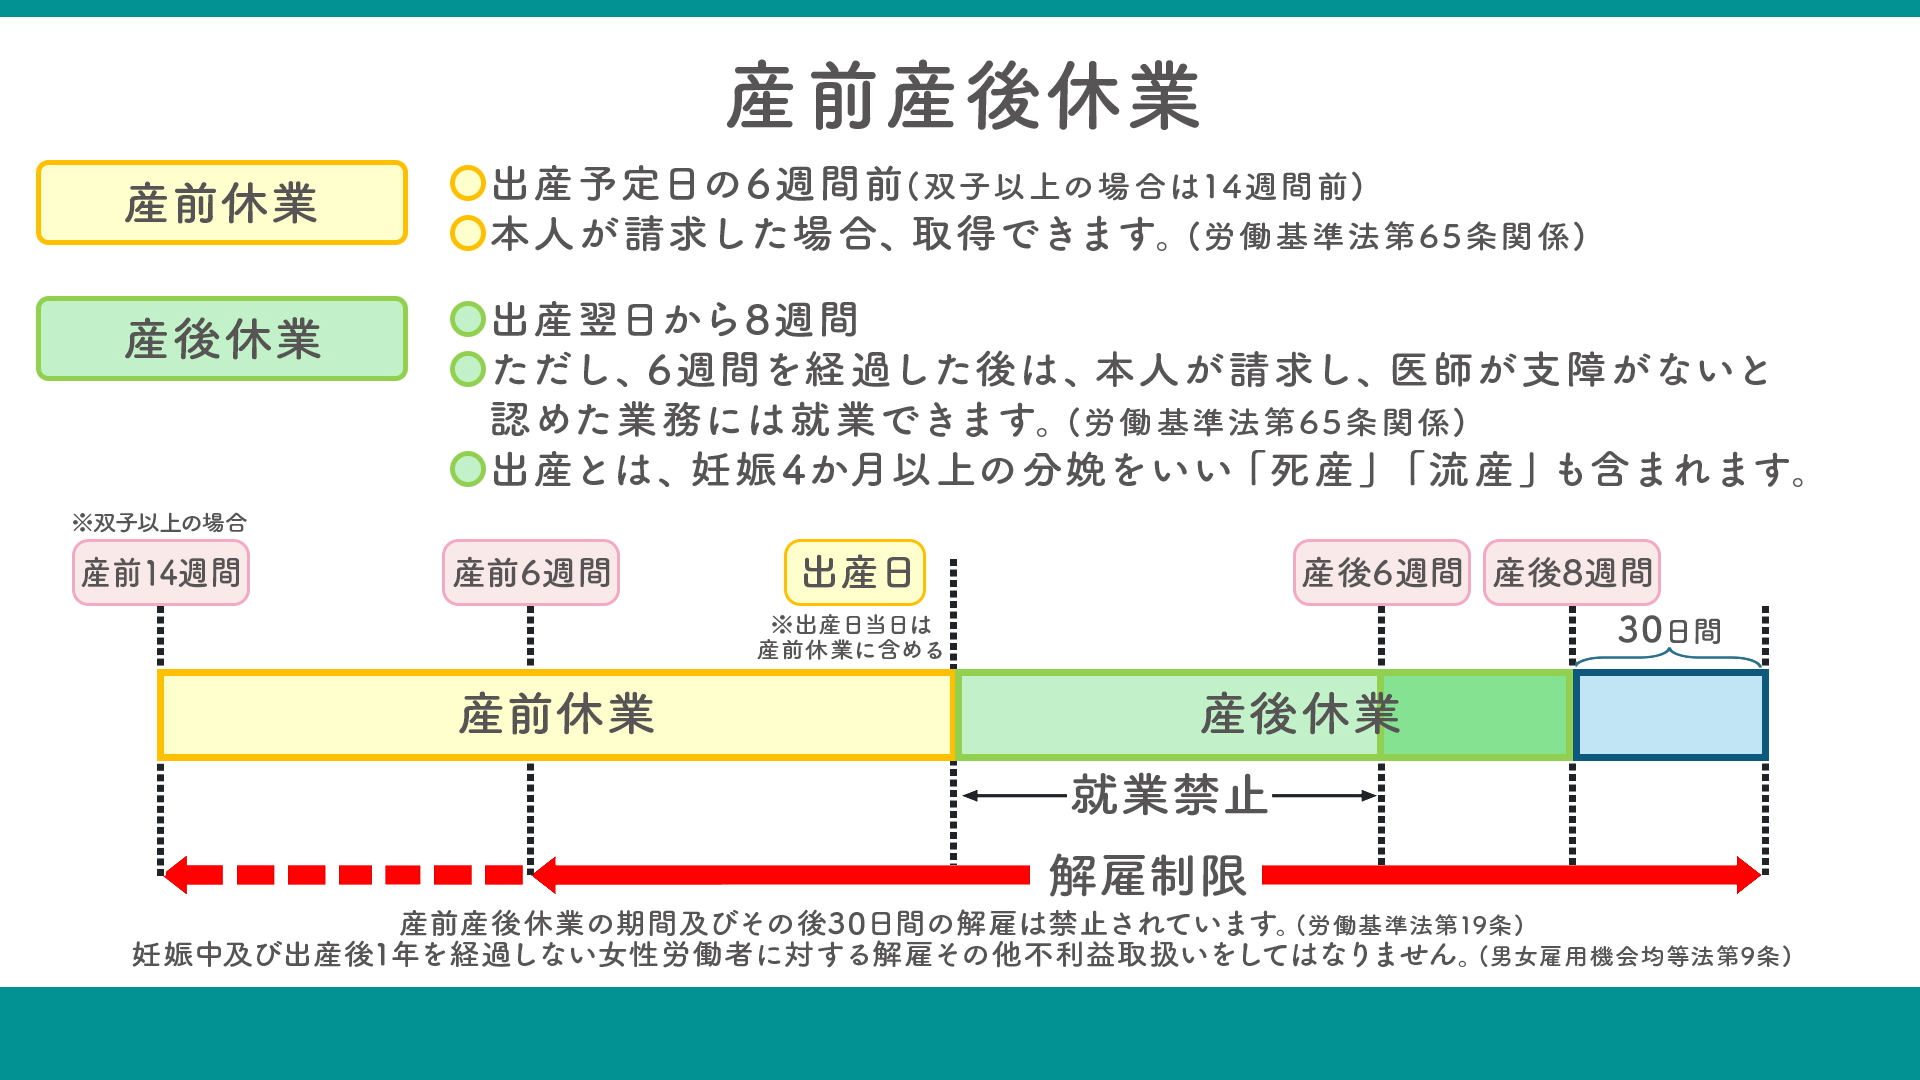 産前産後休業
産前休業
○出産予定日の6週間前(双子以上の場合は14週間前)
○本人が請求した場合、取得できます。(労働基準法第65条関係)
産後休業
○出産翌日から8週間
○ただし、6週間を経過した後は、本人が請求し、医師が支障がないと
認めた業務には就業できます。(労働基準法第65条関係)
○出産とは、妊娠4か月以上の分娩をいい「死産」「流産」も含まれます。
※双子以上の場合
産前14週間
産前6週間
出産日
産後6週間
産後8週間
※出産日当日は
産前休業に含める
30日間
産前休業
産後休業
就業禁止
解雇制限
産前産後休業の期間及びその後30日間の解雇は禁止されています。(労働基準法第19条)
妊娠中及び出産後1年を経過しない女性労働者に対する解雇その他不利益取扱いをしてはなりません。(男女雇用機会均等法第9条)